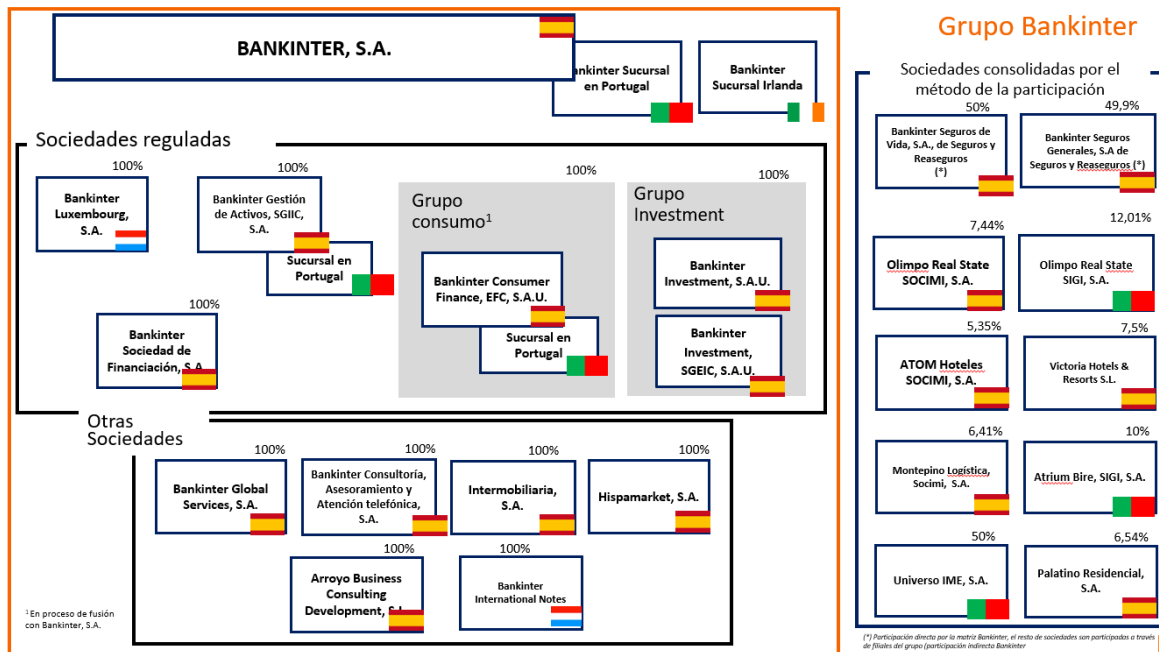 BANKINTER, S.A.
nkinter Sucursal
en Portugal
Bankinter
Sucursal Irlanda
Sociedades reguladas
100%
Bankinter
Luxembourg,
S.A.
100%
Bankinter Gestión
de Activos, SGIIC,
S.A.
Sucursal en
Portugal
100%
Bankinter
Sociedad de
Financiación, S.A.
100%
Grupo
consumo¹
Bankinter Consumer
Finance, EFC, S.A.U.
Sucursal en
Portugal
100%
Grupo
Investment
Bankinter
Investment, S.A.U.
Bankinter
Investment,
SGEIC, S.A.U.
Otras
Sociedades
100%
Bankinter Global
Services, S.A.
100%
Bankinter Consultoría,
Asesoramiento y
Atención telefónica,
S.A.
100%
Intermobiliaria,
S.A.
100%
Hispamarket, S.A.
100%
Arroyo Business
Consulting
Development, S.L.
100%
Bankinter
International Notes
¹ En proceso de fusión
con Bankinter, S.A.
Grupo Bankinter
Sociedades consolidadas por el
método de la participación
50%
Bankinter Seguros de
Vida, S.A., de Seguros y
Reaseguros
(*)
49,9%
Bankinter Seguros
Generales, S.A de
Seguros y Reaseguros (*)
7,44%
Olimpo Real State
SOCIMI, S.A.
12,01%
Olimpo Real State
SIGI, S.A.
5,35%
ATOM Hoteles
SOCIMI, S.A.
7,5%
Victoria Hotels &
Resorts S.L.
6,41%
Montepino Logística,
Socimi, S.A.
10%
Atrium Bire, SIGI, S.A.
50%
Universo IME, S.A.
6,54%
Palatino Residencial,
S.A.
(*) Participación directa por la matriz Bankinter, el resto de sociedades son participadas a través
de filiales del grupo (participación indirecta Bankinter